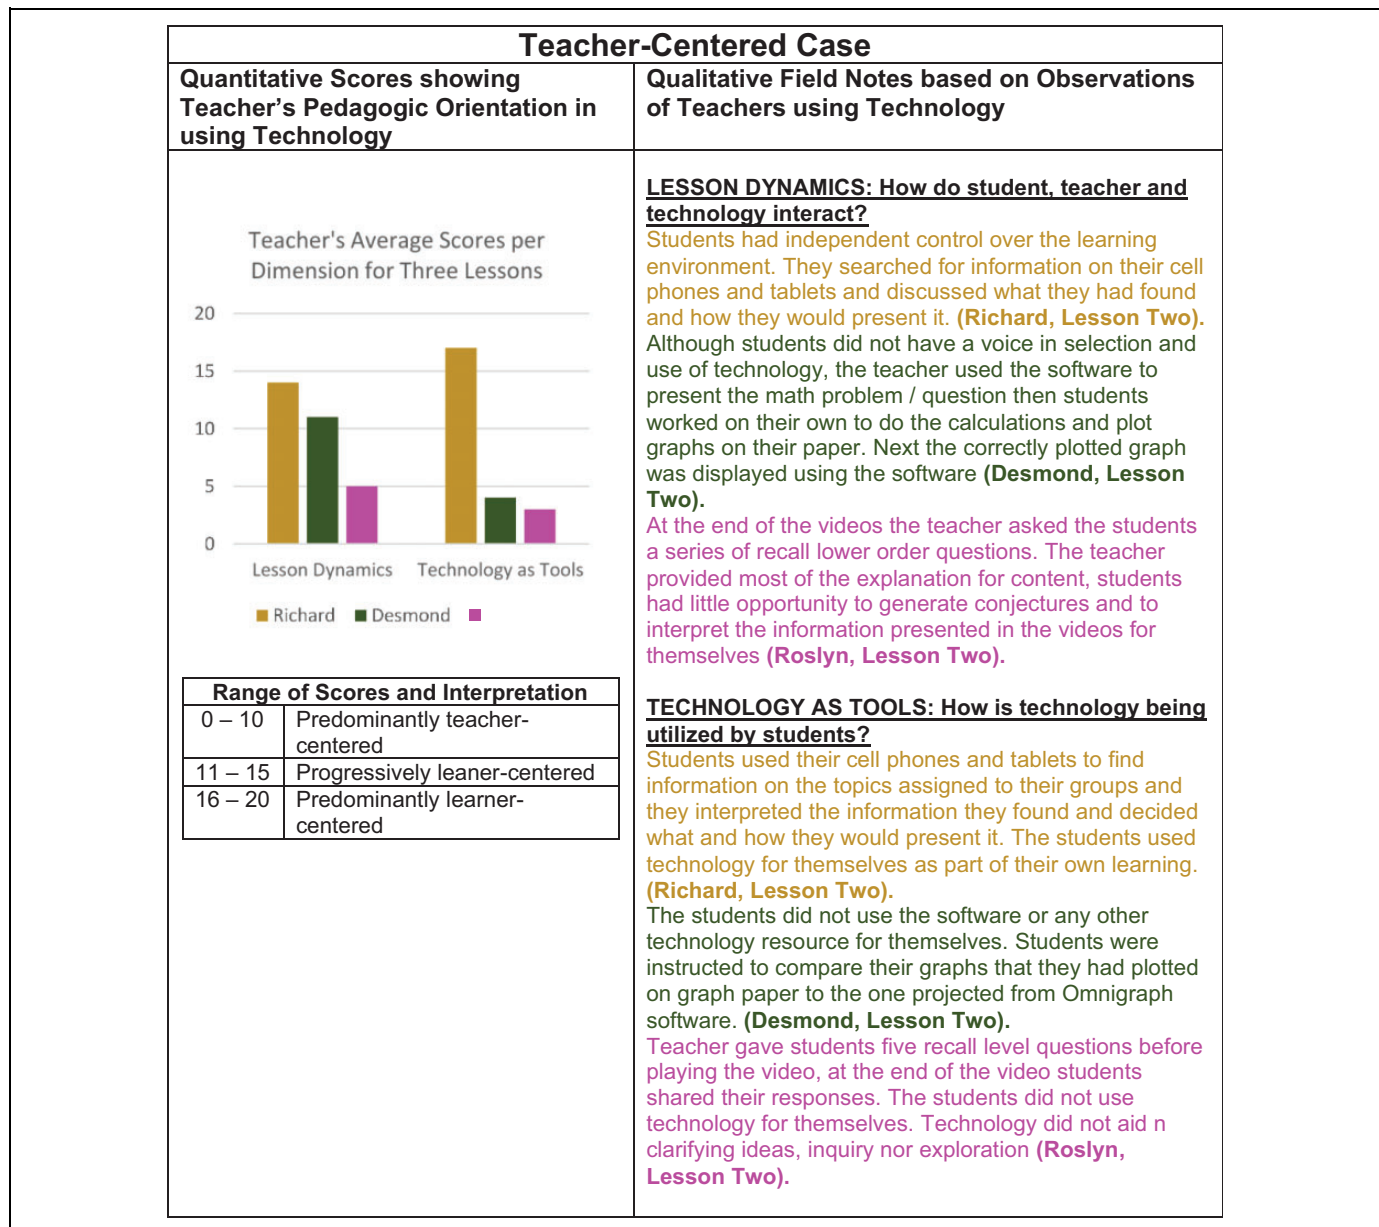 Teacher-Centered Case
Quantitative Scores showing
Teacher's Pedagogic Orientation in
using Technology
Qualitative Field Notes based on Observations
of Teachers using Technology
Teacher's Average Scores per
Dimension for Three Lessons
20
15
10
5
0
Lesson Dynamics Technology as Tools
Richard Desmond
Range of Scores and Interpretation
0 – 10 Predominantly teacher-
centered
11 – 15 Progressively leaner-centered
16 – 20 Predominantly learner-
centered
LESSON DYNAMICS: How do student, teacher and
technology interact?
Students had independent control over the learning
environment. They searched for information on their cell
phones and tablets and discussed what they had found
and how they would present it. (Richard, Lesson Two).
Although students did not have a voice in selection and
use of technology, the teacher used the software to
present the math problem / question then students
worked on their own to do the calculations and plot
graphs on their paper. Next the correctly plotted graph
was displayed using the software (Desmond, Lesson
Two).
At the end of the videos the teacher asked the students
a series of recall lower order questions. The teacher
provided most of the explanation for content, students
had little opportunity to generate conjectures and to
interpret the information presented in the videos for
themselves (Roslyn, Lesson Two).
TECHNOLOGY AS TOOLS: How is technology being
utilized by students?
Students used their cell phones and tablets to find
information on the topics assigned to their groups and
they interpreted the information they found and decided
what and how they would present it. The students used
technology for themselves as part of their own learning.
(Richard, Lesson Two).
The students did not use the software or any other
technology resource for themselves. Students were
instructed to compare their graphs that they had plotted
on graph paper to the one projected from Omnigraph
software. (Desmond, Lesson Two).
Teacher gave students five recall level questions before
playing the video, at the end of the video students
shared their responses. The students did not use
technology for themselves. Technology did not aid n
clarifying ideas, inquiry nor exploration (Roslyn,
Lesson Two).